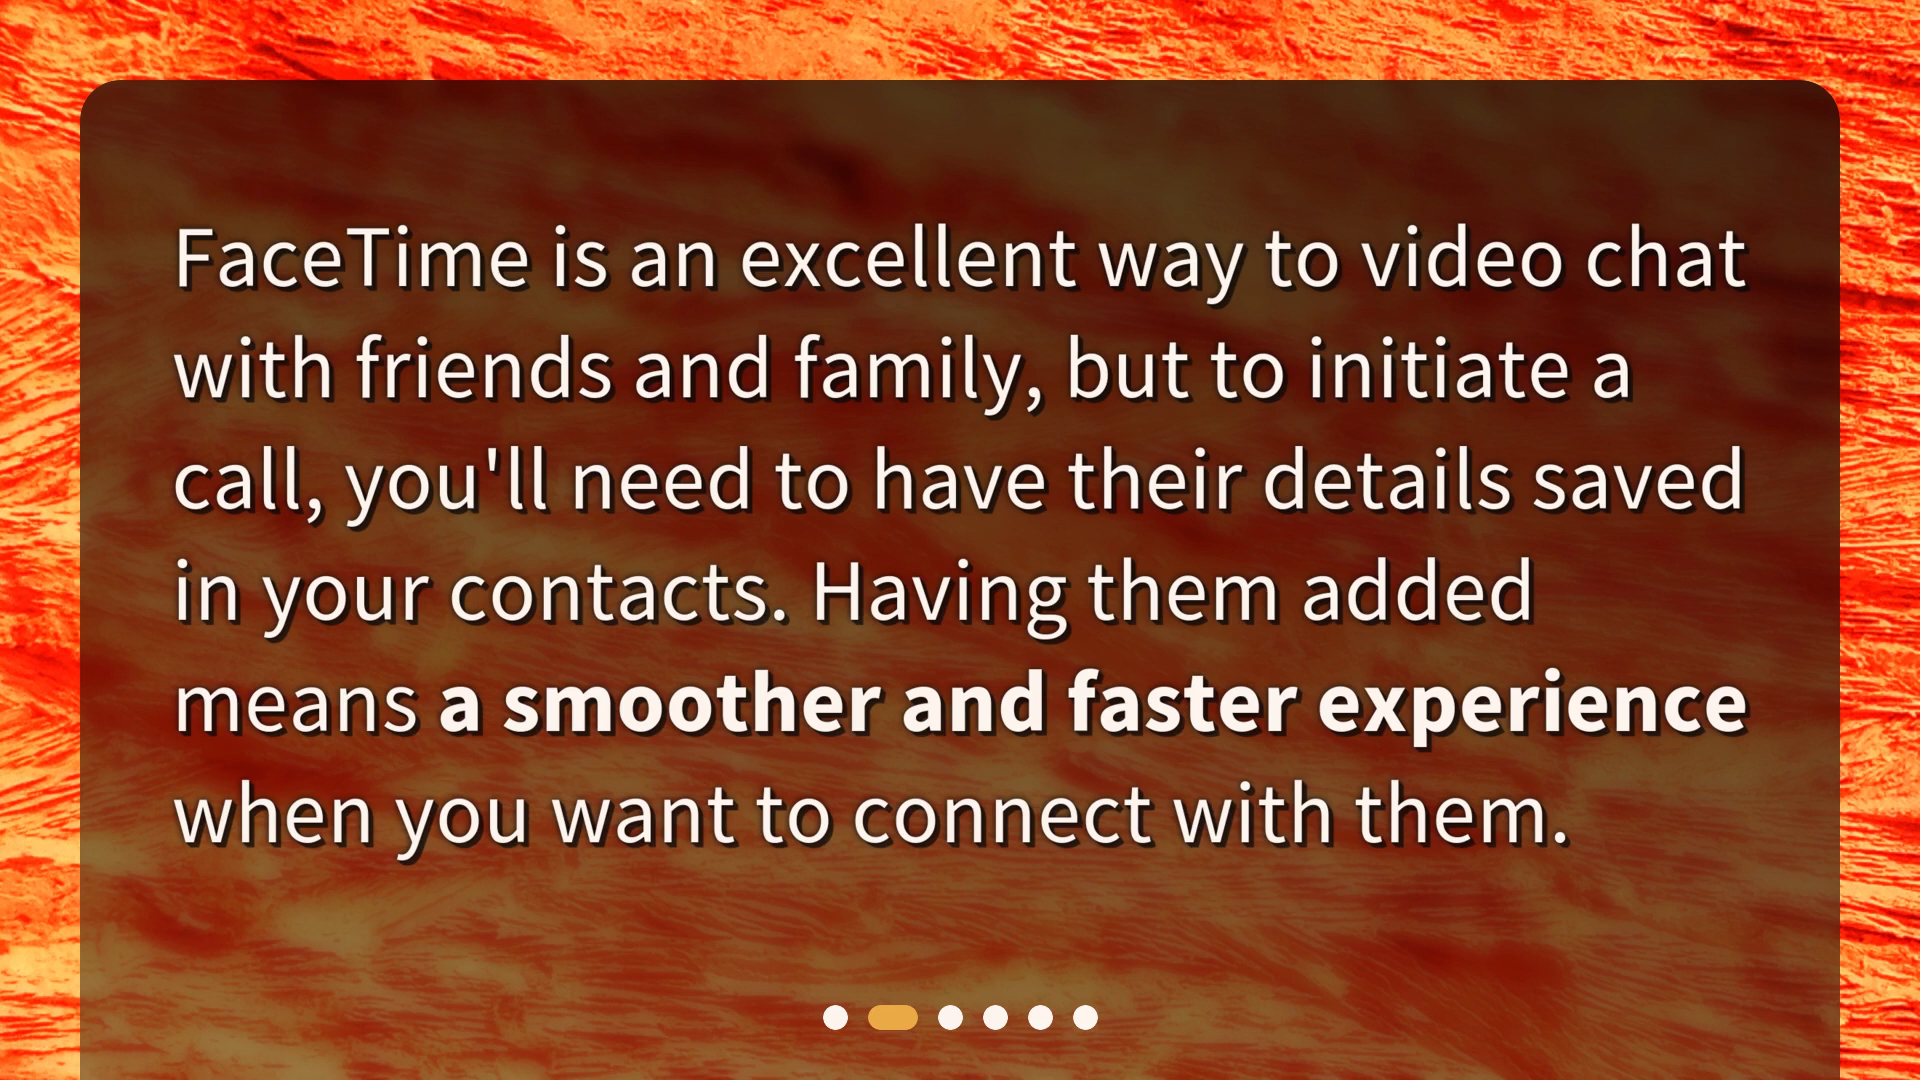 FaceTime is an excellent way to video chat
with friends and family, but to initiate a
call, you'll need to have their details saved
in your contacts. Having them added
means a smoother and faster experience
when you want to connect with them.